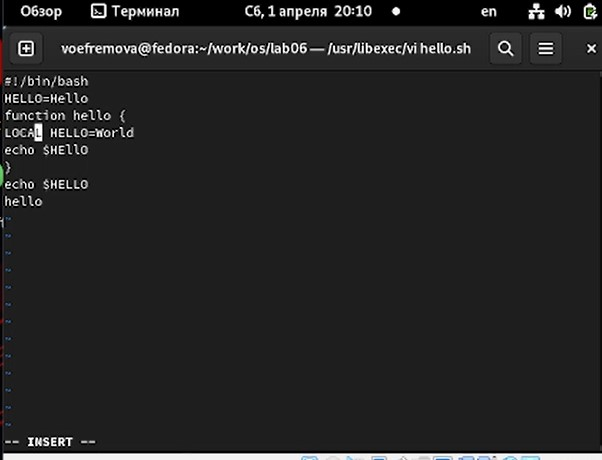 Обзор Терминал Сб, 1 апреля 20:10 en
voefremova@fedora:~/work/os/lab06 — /usr/libexec/vi hello.sh
#!/bin/bash
HELLO=Hello
function hello {
LOCAL HELLO=World
echo $HEllO
}
echo $HELLO
hello
~
~
~
~
~
~
~
~
~
~
~
~
~
-- INSERT --